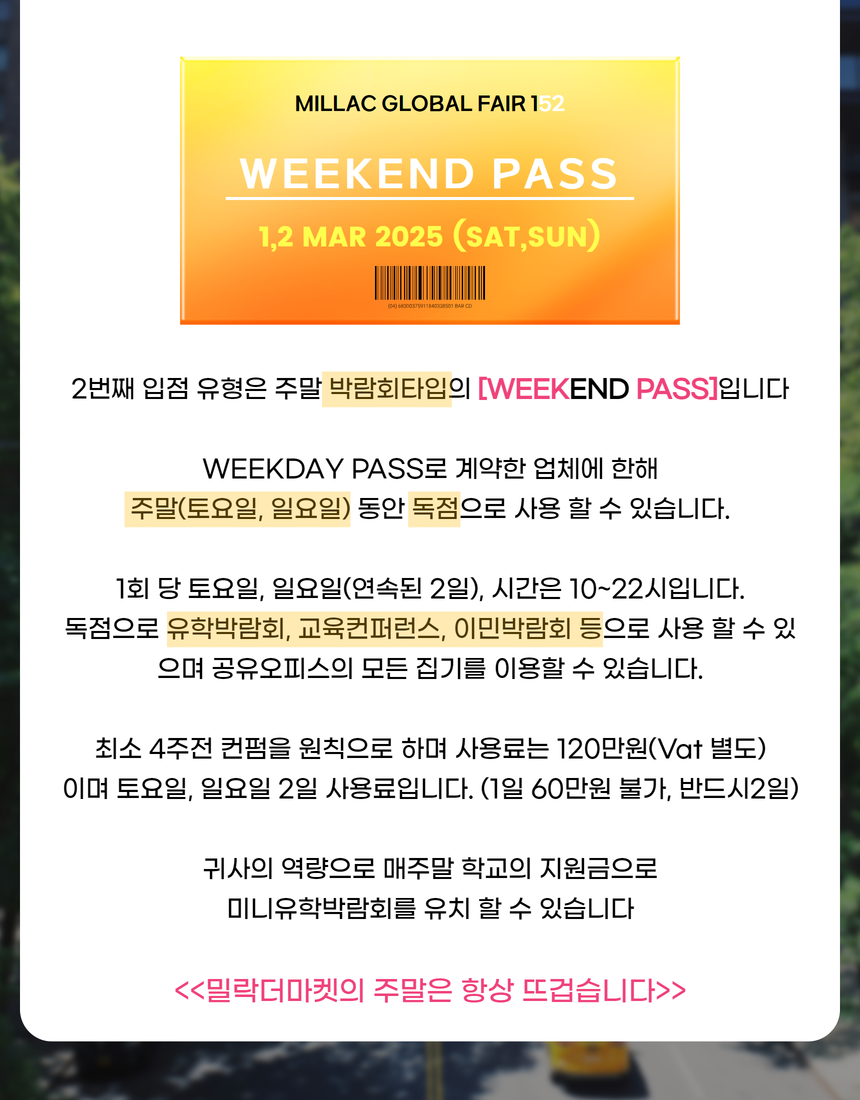 MILLAC GLOBAL FAIR 152
WEEKEND PASS
1,2 MAR 2025 (SAT,SUN)
2번째 입점 유형은 주말 박람회타입의 [WEEKEND PASS]입니다
WEEKDAY PASS로 계약한 업체에 한해
주말(토요일, 일요일) 동안 독점으로 사용 할 수 있습니다.
1회 당 토요일, 일요일(연속된 2일), 시간은 10~22시입니다.
독점으로 유학박람회, 교육컨퍼런스, 이민박람회 등으로 사용 할 수 있
으며 공유오피스의 모든 집기를 이용할 수 있습니다.
최소 4주전 컨펌을 원칙으로 하며 사용료는 120만원(Vat 별도)
이며 토요일, 일요일 2일 사용료입니다. (1일 60만원 불가, 반드시2일)
귀사의 역량으로 매주말 학교의 지원금으로
미니유학박람회를 유치 할 수 있습니다
<<밀락더마켓의 주말은 항상 뜨겁습니다>>